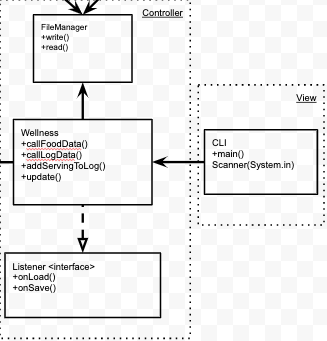 Controller
FileManager
+write()
+read()
View
Wellness
+callFoodData()
+callLogData()
+addServingToLog()
+update()
CLI
+main()
Scanner(System.in)
Listener <interface>
+onLoad()
+onSave()